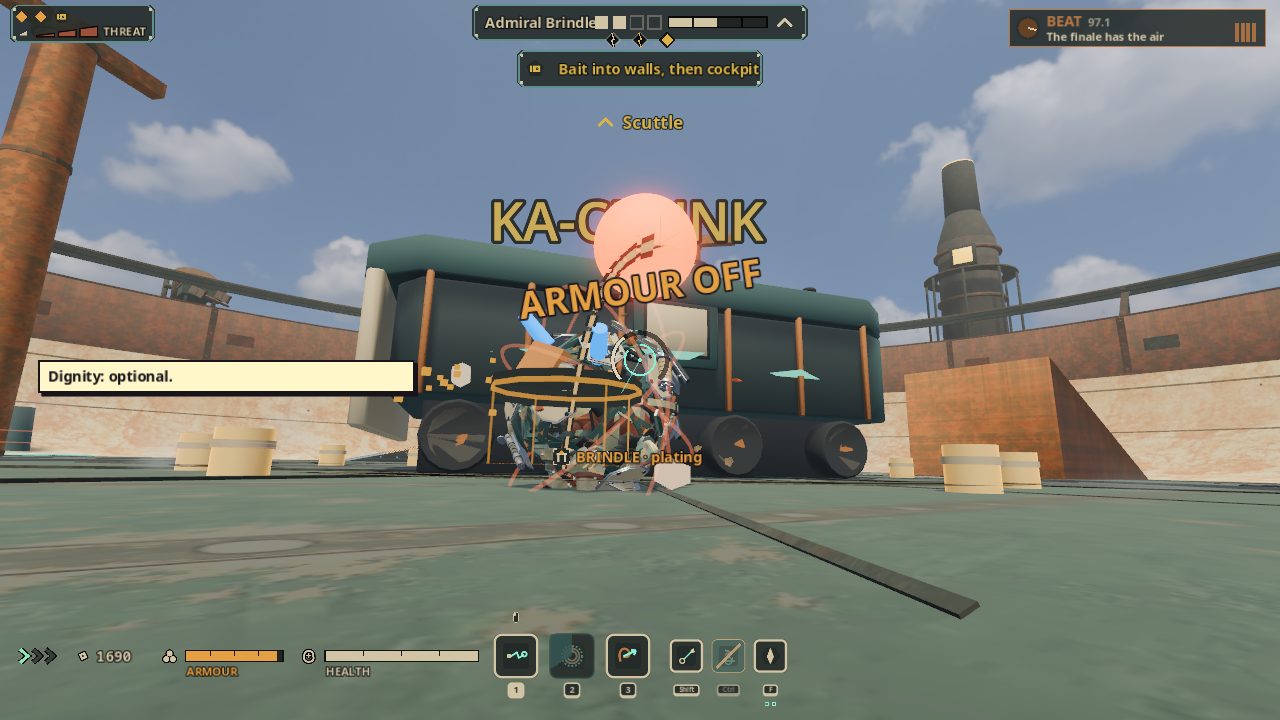 THREAT
Admiral Brindle
BEAT 97.1
The finale has the air
Bait into walls, then cockpit
Scuttle
ARMOUR OFF
Dignity: optional.
BRINDLE · plating
1690
ARMOUR
HEALTH
1
2
3
Shift
Ctrl
F